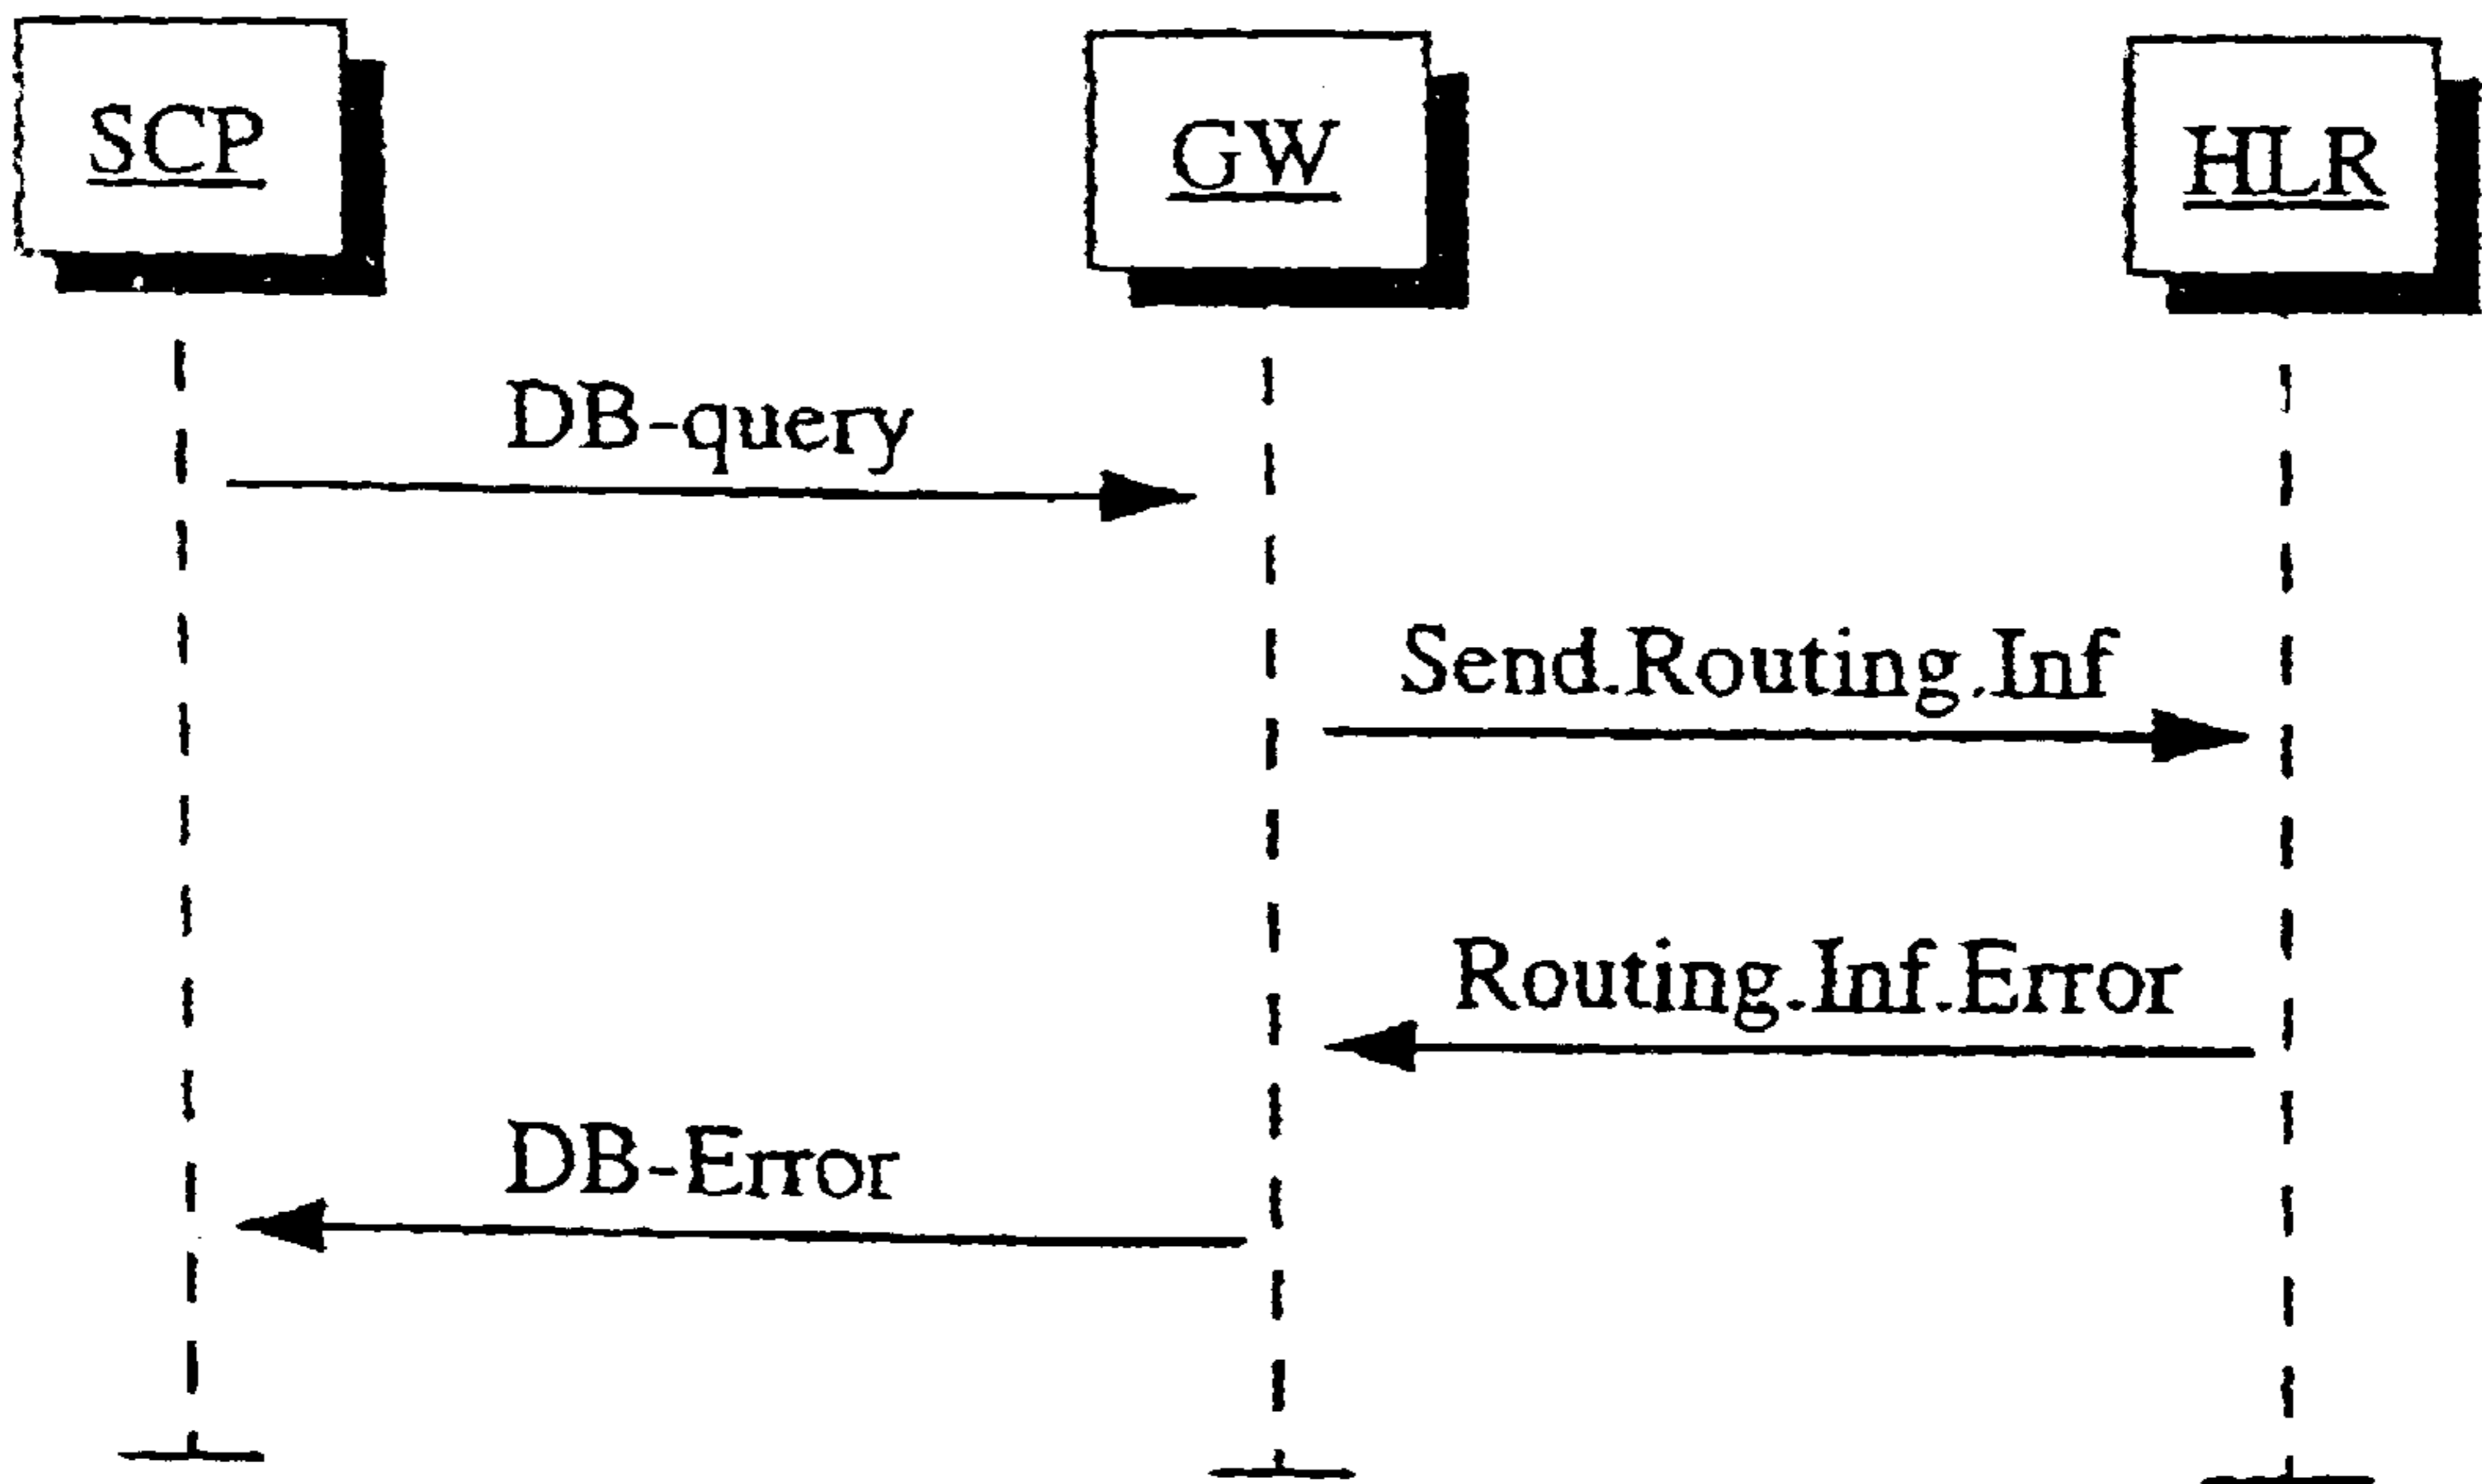 SCP
GW
HLR
DB-query
Send.Routing.Inf
Routing.Inf.Error
DB-Error